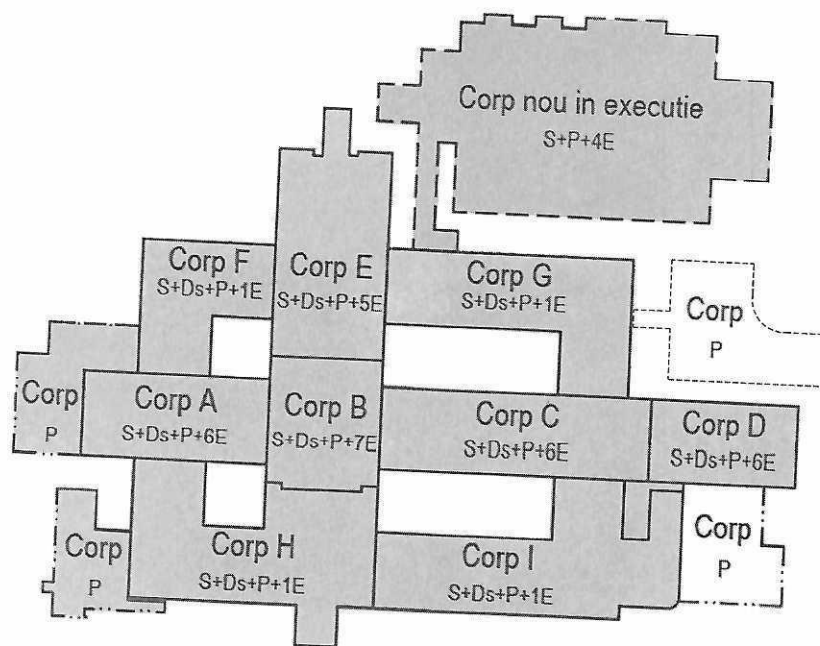 Corp nou in executie
S+P+4E
Corp F
S+Ds+P+1E
Corp E
S+Ds+P+5E
Corp G
S+Ds+P+1E
Corp
P
Corp
P
Corp A
S+Ds+P+6E
Corp B
S+Ds+P+7E
Corp C
S+Ds+P+6E
Corp D
S+Ds+P+6E
Corp
P
Corp H
S+Ds+P+1E
Corp I
S+Ds+P+1E
Corp
P